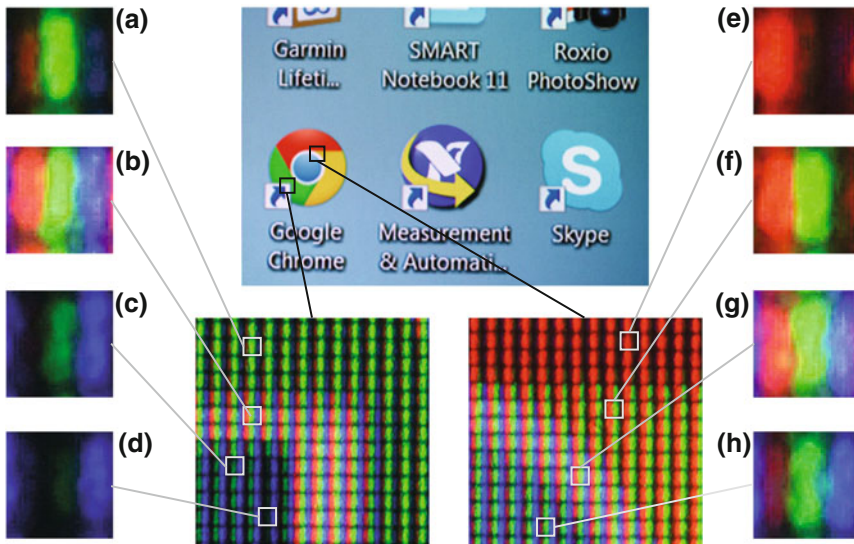 (a)
(b)
(c)
(d)
Garmin
Lifeti...
SMART
Notebook 11
Roxio
PhotoShow
Google
Chrome
Measurement
& Automati...
S
Skype
(e)
(f)
(g)
(h)